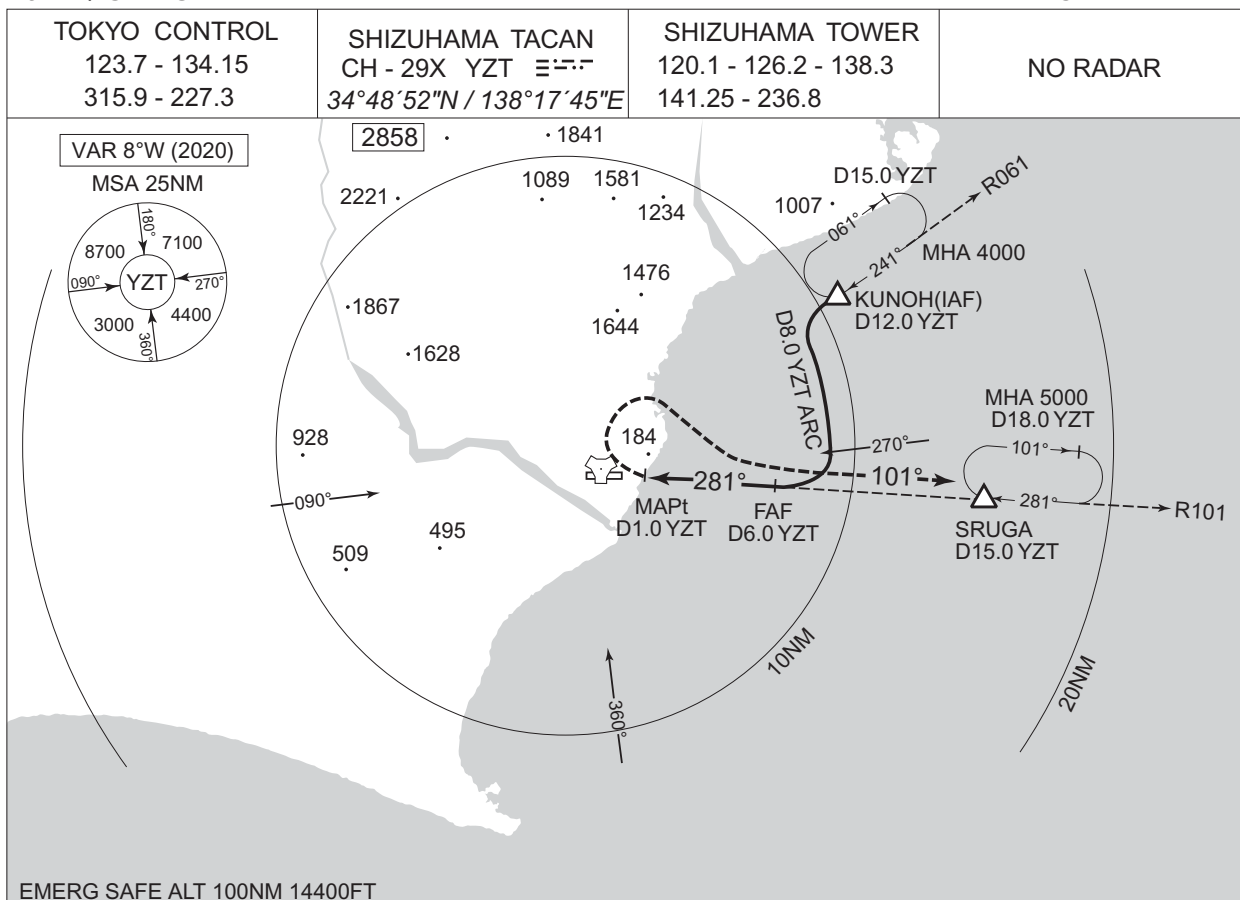 TOKYO CONTROL
123.7 - 134.15
315.9 - 227.3
SHIZUHAMA TACAN
CH - 29X YZT
34°48´52"N / 138°17´45"E
SHIZUHAMA TOWER
120.1 - 126.2 - 138.3
141.25 - 236.8
NO RADAR
VAR 8°W (2020)
MSA 25NM
180°
8700
7100
090°
YZT
270°
3000
4400
360°
2858
1841
2221
1089
1581
1234
1007
D15.0 YZT
R061
061°
241°
MHA 4000
KUNOH(IAF)
D12.0 YZT
1476
1644
1867
1628
D8.0 YZT ARC
MHA 5000
D18.0 YZT
928
184
270°
101°
090°
281°
101°
281°
R101
MAPt
D1.0 YZT
FAF
D6.0 YZT
SRUGA
D15.0 YZT
509
495
10NM
20NM
360°
EMERG SAFE ALT 100NM 14400FT